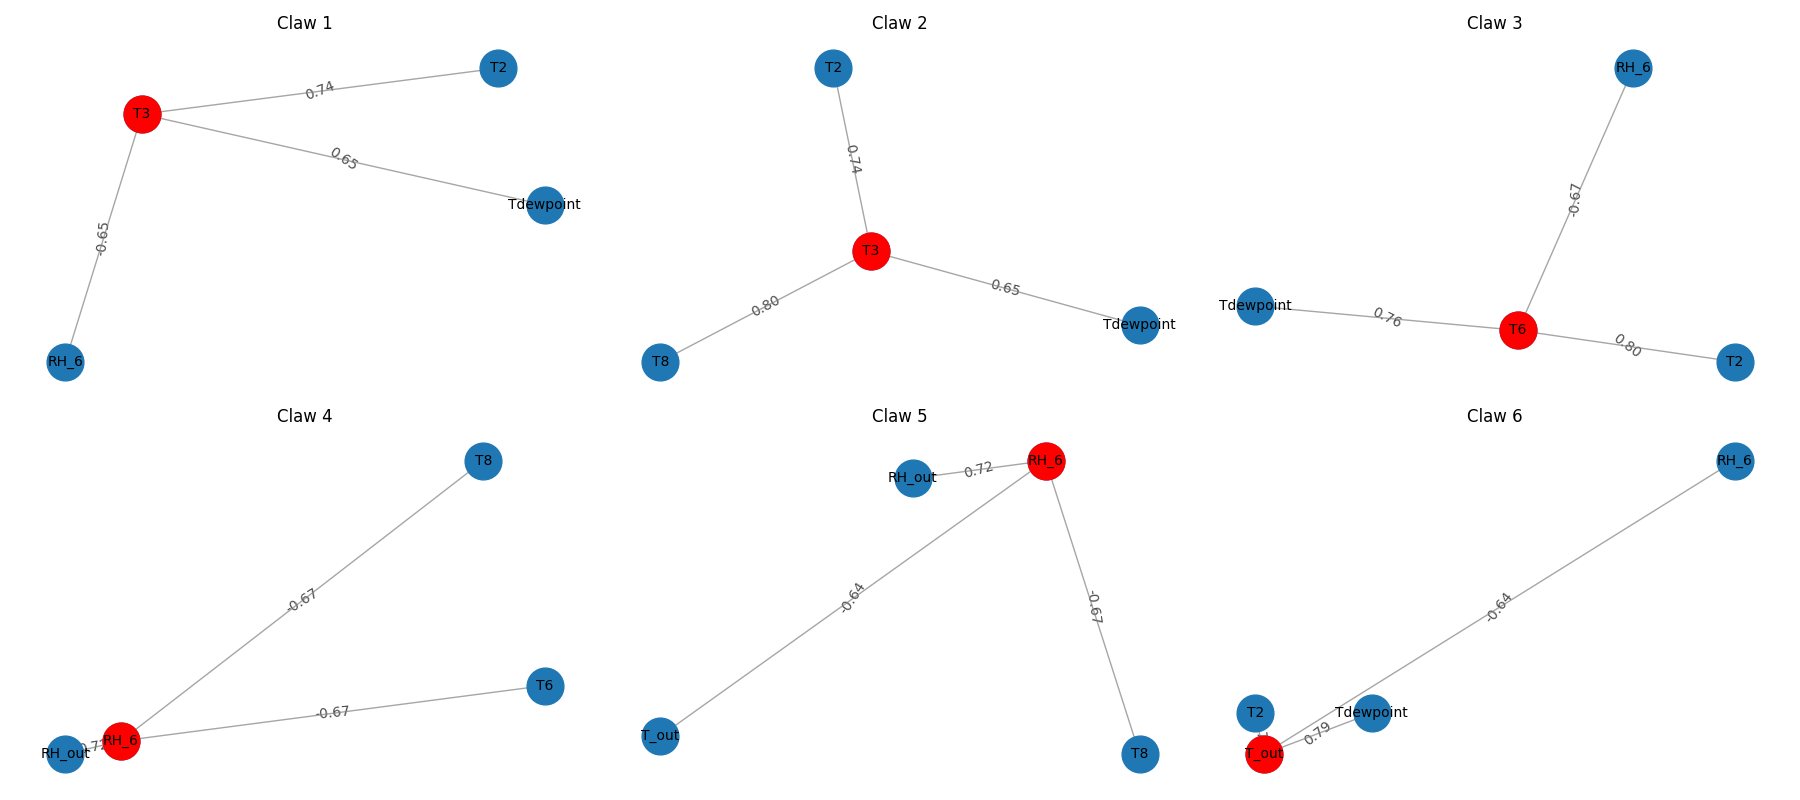 Claw 1
T2
0.74
T3
0.65
Tdewpoint
-0.65
RH_6
Claw 2
T2
0.74
T3
0.65
Tdewpoint
0.80
T8
Claw 3
RH_6
-0.67
Tdewpoint
0.76
T6
0.80
T2
Claw 4
T8
-0.67
T6
-0.67
RH_6
0.72
RH_out
Claw 5
RH_6
0.72
RH_out
-0.64
-0.67
T_out
T8
Claw 6
RH_6
-0.64
T2
Tdewpoint
0.79
T_out